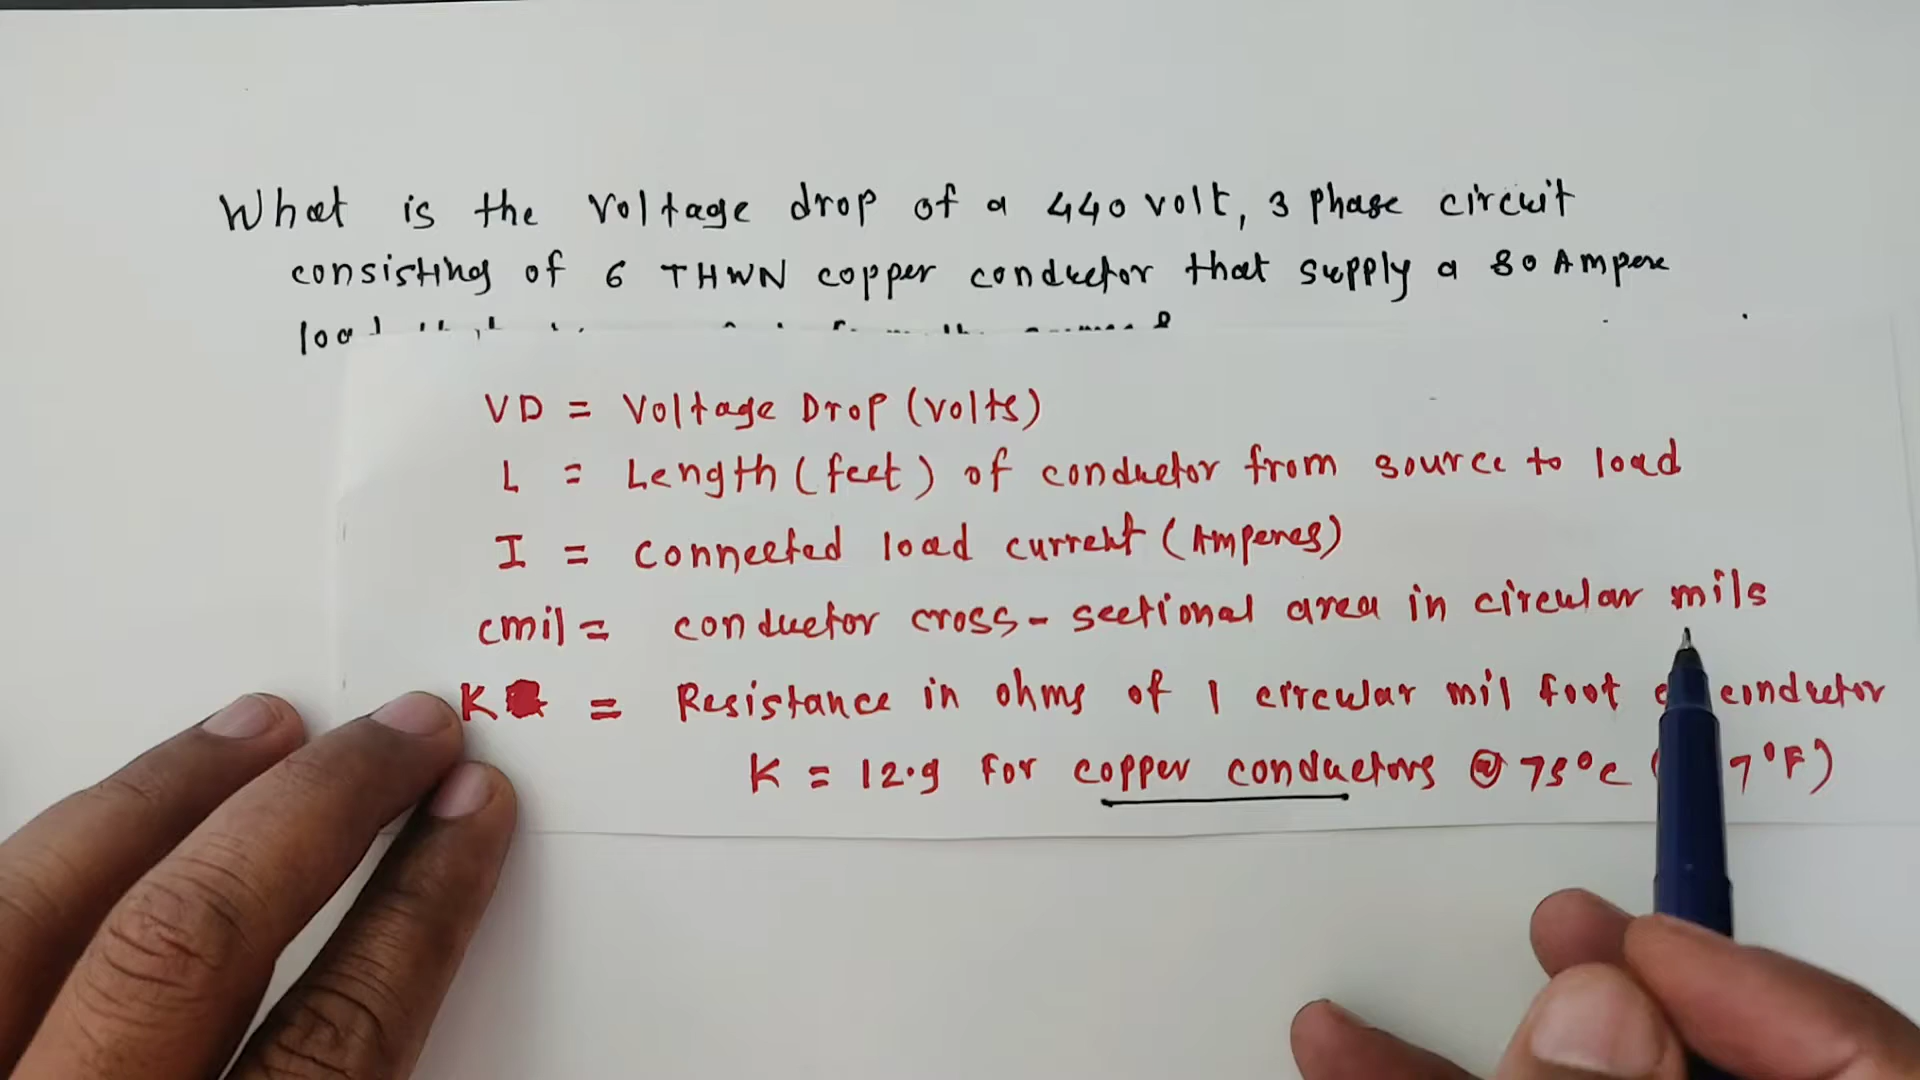 What is the voltage drop of a 440 volt, 3 phase circuit
consisting of 6 THWN copper conductor that supply a 80 Ampere
load
VD = Voltage Drop (volts)
L = Length (feet) of conductor from source to load
I = connected load current (Amperes)
cmil = conductor cross-sectional area in circular mils
K = Resistance in ohms of 1 circular mil foot conductor
K = 12.9 for copper conductors @ 75°C ( 7°F)